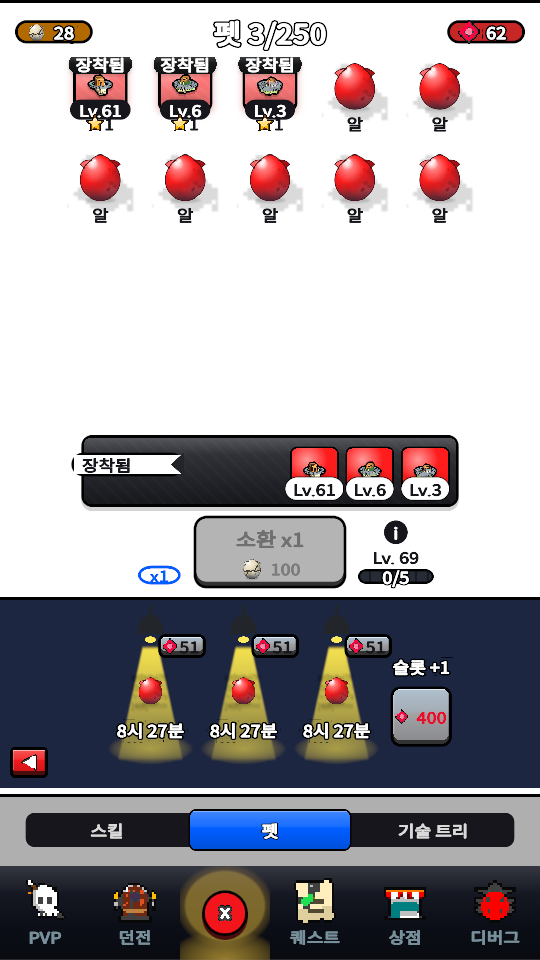 28
펫 3/250
62
장착됨 장착됨 장착됨
Lv.61 Lv.6 Lv.3 알 알
1 1 1
알 알 알 알 알
장착됨
Lv.61 Lv.6 Lv.3
소환 x1
i
x1
100
Lv. 69
0/5
51 51 51
슬롯 +1
400
8시 27분 8시 27분 8시 27분
스킬 펫 기술 트리
x
PVP 던전 퀘스트 상점 디버그